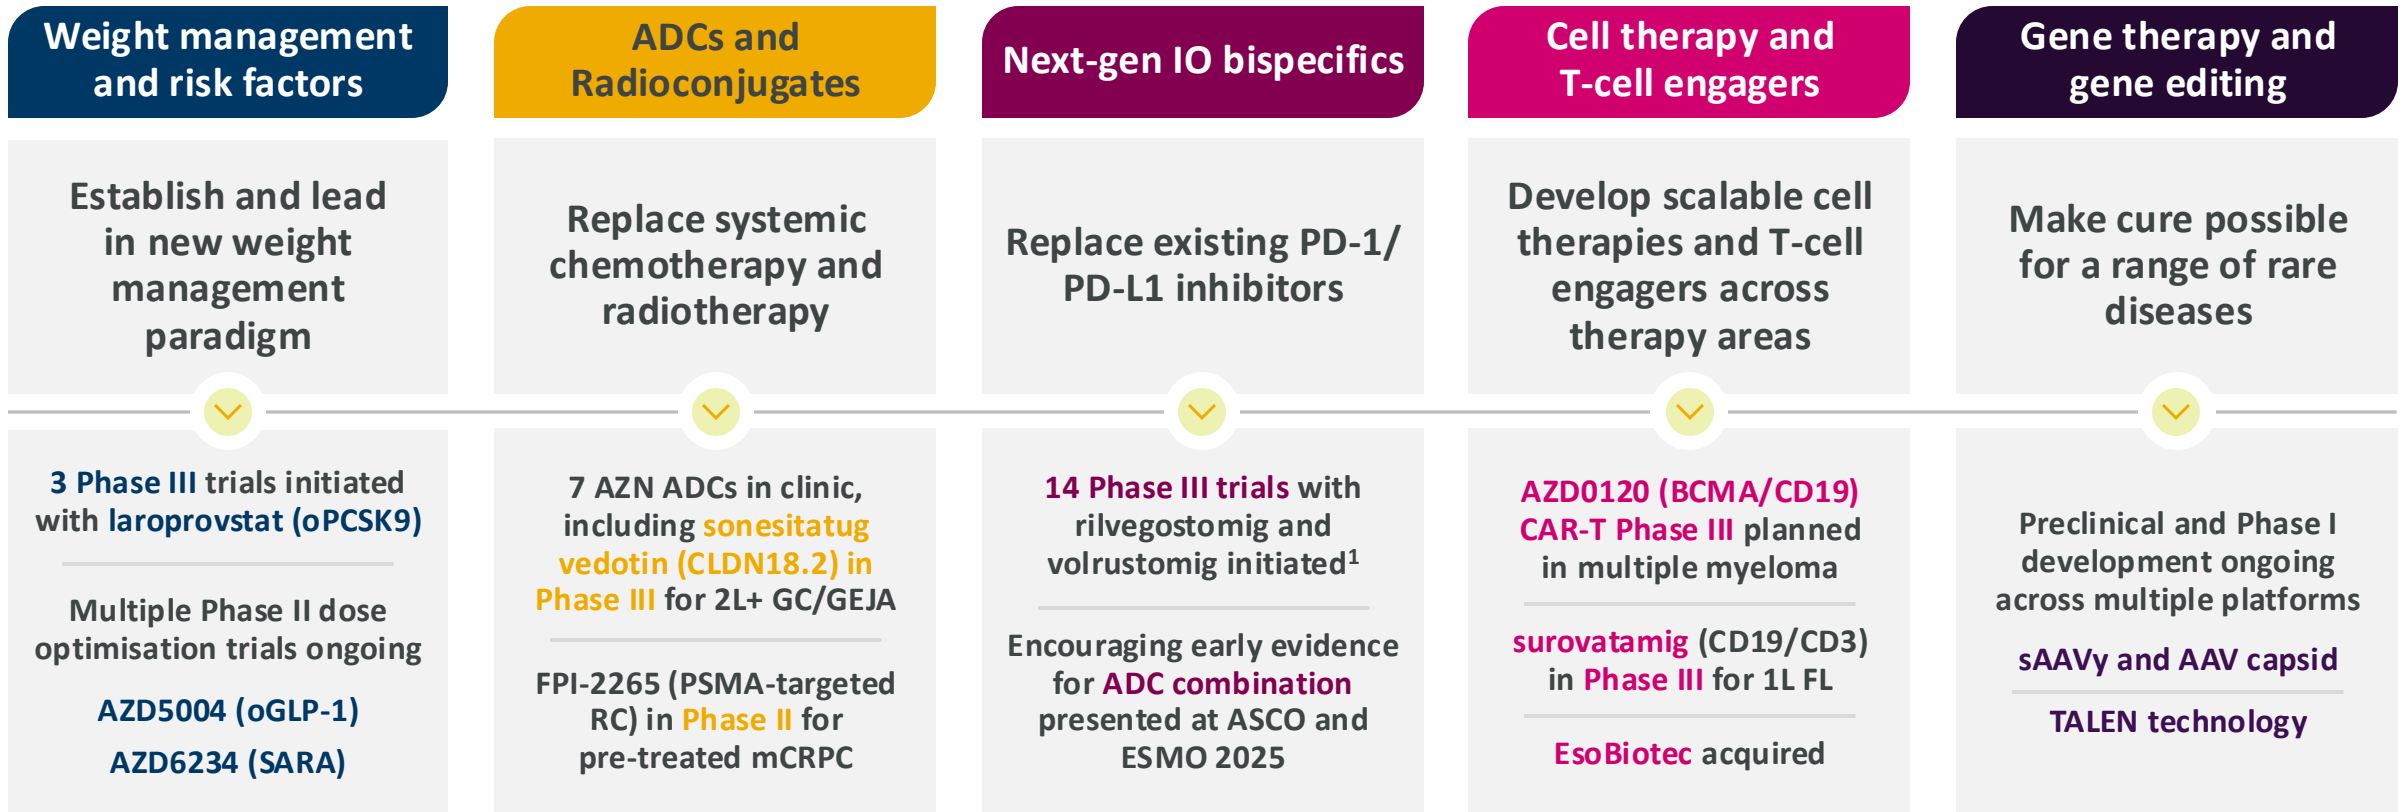 Weight management
and risk factors
Establish and lead
in new weight
management
paradigm
3 Phase III trials initiated
with laroprovstat (oPCSK9)
Multiple Phase II dose
optimisation trials ongoing
AZD5004 (oGLP-1)
AZD6234 (SARA)
ADCs and
Radioconjugates
Replace systemic
chemotherapy and
radiotherapy
7 AZN ADCs in clinic,
including sonesitatug
vedotin (CLDN18.2) in
Phase III for 2L+ GC/GEJA
FPI-2265 (PSMA-targeted
RC) in Phase II for
pre-treated mCRPC
Next-gen IO bispecifics
Replace existing PD-1/
PD-L1 inhibitors
14 Phase III trials with
rilvegostomig and
volrustomig initiated¹
Encouraging early evidence
for ADC combination
presented at ASCO and
ESMO 2025
Cell therapy and
T-cell engagers
Develop scalable cell
therapies and T-cell
engagers across
therapy areas
AZD0120 (BCMA/CD19)
CAR-T Phase III planned
in multiple myeloma
surovatamig (CD19/CD3)
in Phase III for 1L FL
EsoBiotec acquired
Gene therapy and
gene editing
Make cure possible
for a range of rare
diseases
Preclinical and Phase I
development ongoing
across multiple platforms
sAAVy and AAV capsid
TALEN technology